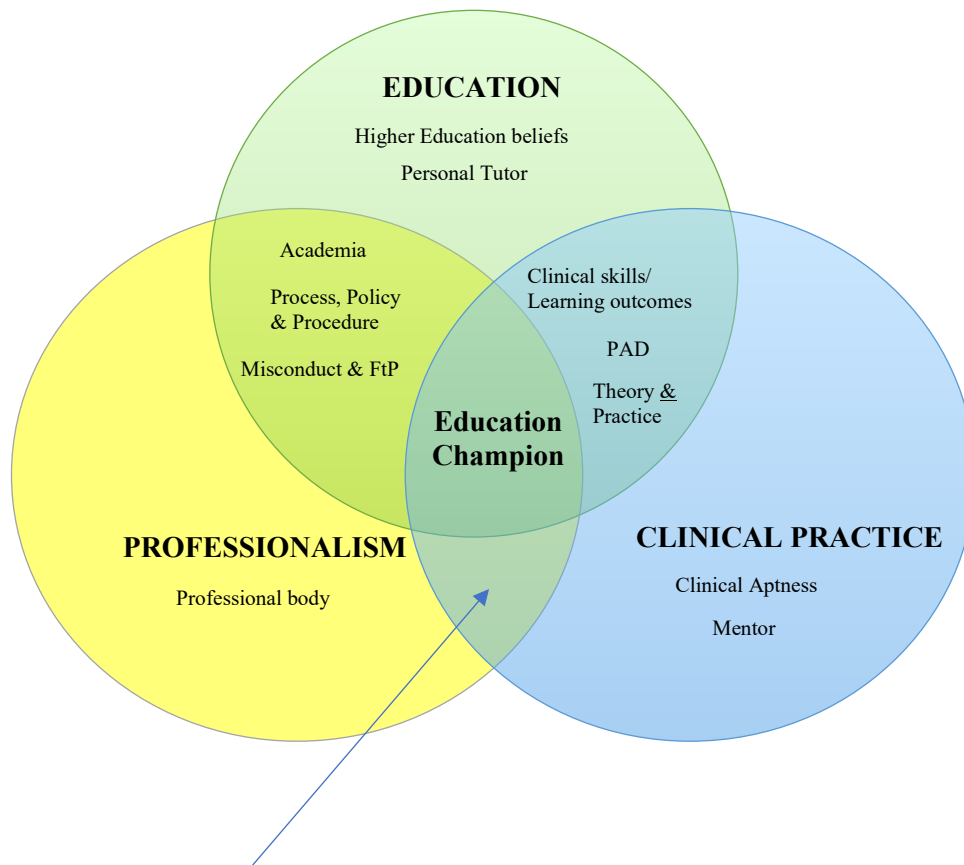 EDUCATION
Higher Education beliefs
Personal Tutor
Academia
Process, Policy
& Procedure
Misconduct & FtP
Clinical skills/
Learning outcomes
PAD
Theory &
Practice
Education
Champion
PROFESSIONALISM
Professional body
CLINICAL PRACTICE
Clinical Aptness
Mentor